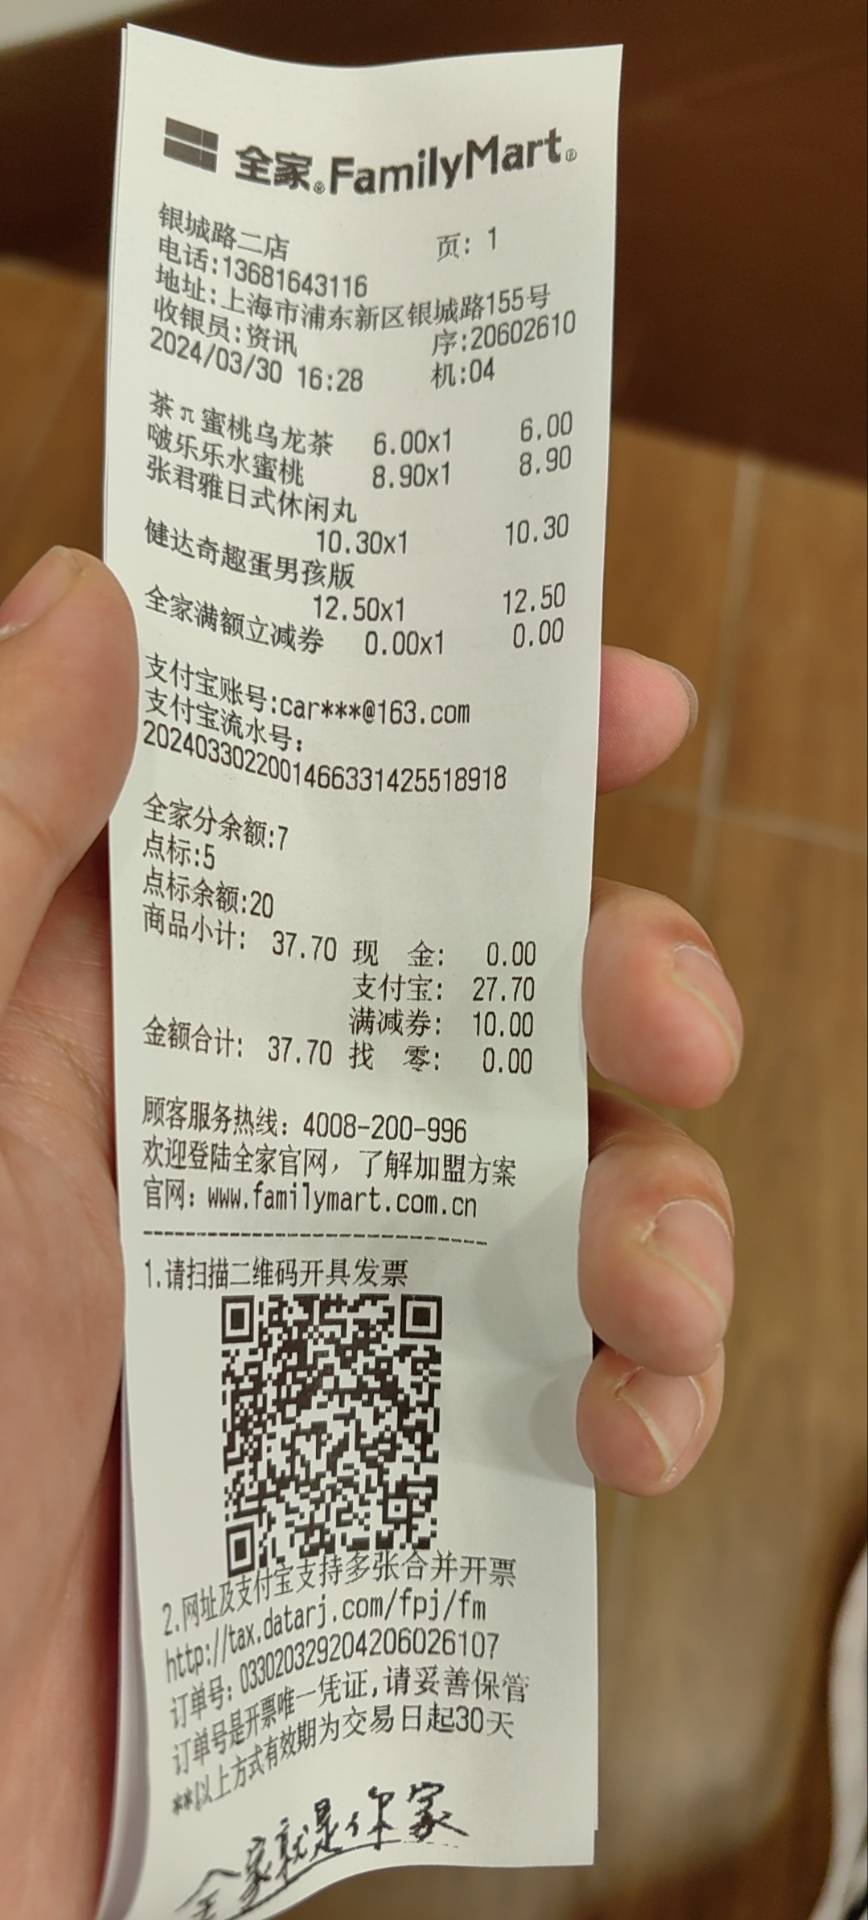 全家 FamilyMart
银城路二店 页: 1
电话:13681643116
地址:上海市浦东新区银城路155号
收银员:资讯 序:20602610
2024/03/30 16:28 机:04
茶π蜜桃乌龙茶 6.00x1 6.00
啵乐乐水蜜桃 8.90x1 8.90
张君雅日式休闲丸
10.30x1 10.30
健达奇趣蛋男孩版
12.50x1 12.50
全家满额立减券 0.00x1 0.00
支付宝账号:car***@163.com
支付宝流水号:
2024033022001466331425518918
全家分余额:7
点标:5
点标余额:20
商品小计: 37.70 现 金: 0.00
支付宝: 27.70
满减券: 10.00
金额合计: 37.70 找 零: 0.00
顾客服务热线: 4008-200-996
欢迎登陆全家官网, 了解加盟方案
官网: www.familymart.com.cn
1.请扫描二维码开具发票
2.网址及支付宝支持多张合并开票
http://tax.datarj.com/fpj/fm
订单号: 033020329204206026107
订单号是开票唯一凭证,请妥善保管
**以上方式有效期为交易日起30天
全家就是你家